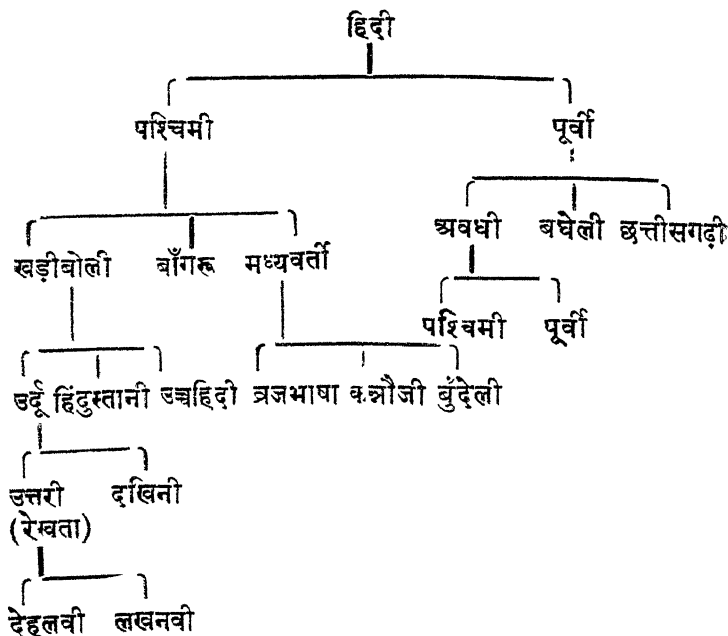 हिदी
पश्चिमी पूर्वी
अवधी बघेली छत्तीसगढ़ी
खड़ीबोली बाँगरू मध्यवर्ती
पश्चिमी पूर्वी
उर्दू हिंदुस्तानी उच्चहिदी व्रजभाषा कन्नौजी बुँदेली
उत्तरी दखिनी
(रेख्ता)
देहलवी लखनवी